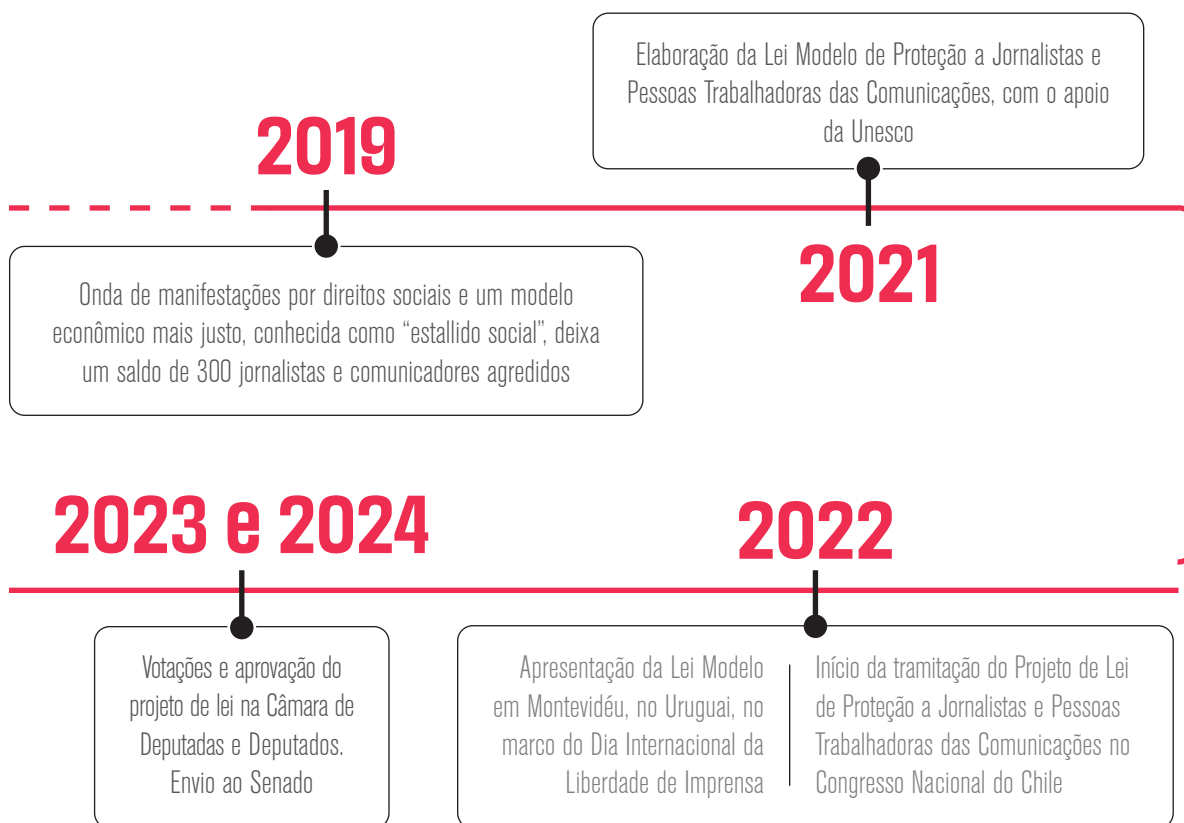 2019
Onda de manifestações por direitos sociais e um modelo
econômico mais justo, conhecida como “estallido social”, deixa
um saldo de 300 jornalistas e comunicadores agredidos
Elaboração da Lei Modelo de Proteção a Jornalistas e
Pessoas Trabalhadoras das Comunicações, com o apoio
da Unesco
2021
2022
Apresentação da Lei Modelo
em Montevidéu, no Uruguai, no
marco do Dia Internacional da
Liberdade de Imprensa
Início da tramitação do Projeto de Lei
de Proteção a Jornalistas e Pessoas
Trabalhadoras das Comunicações no
Congresso Nacional do Chile
2023 e 2024
Votações e aprovação do
projeto de lei na Câmara de
Deputadas e Deputados.
Envio ao Senado